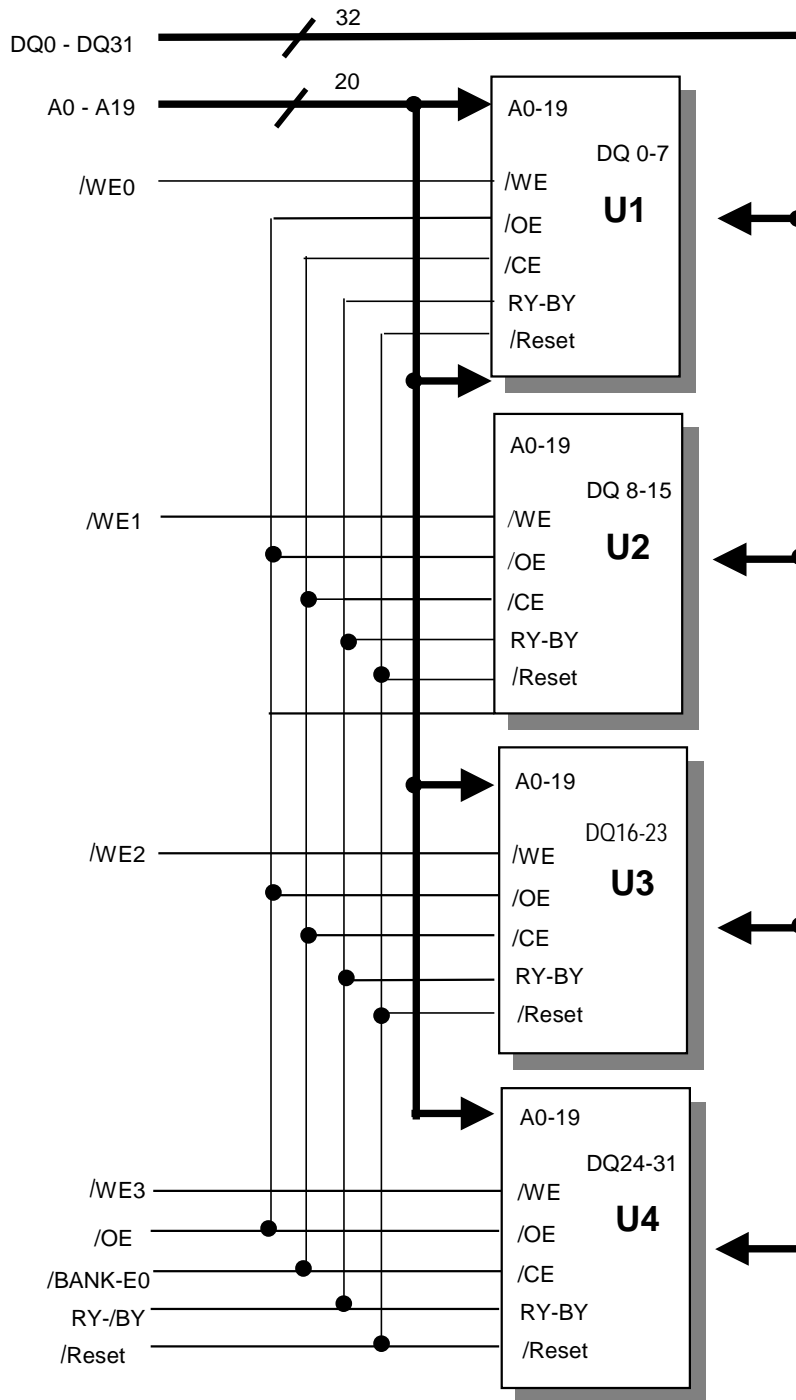 32
DQ0 - DQ31
20
A0 - A19
A0-19
DQ 0-7
/WE0
/WE
U1
/OE
/CE
RY-BY
/Reset
A0-19
DQ 8-15
/WE1
/WE
U2
/OE
/CE
RY-BY
/Reset
A0-19
DQ16-23
/WE2
/WE
U3
/OE
/CE
RY-BY
/Reset
A0-19
DQ24-31
/WE3
/WE
U4
/OE
/OE
/BANK-E0
/CE
RY-/BY
RY-BY
/Reset
/Reset